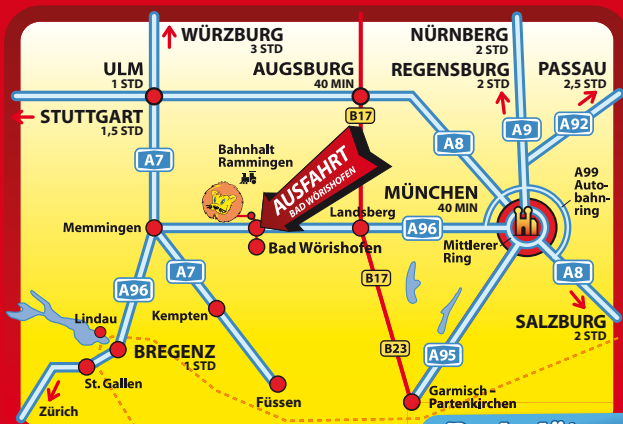 WÜRZBURG
3 STD
NÜRNBERG
2 STD
ULM
1 STD
AUGSBURG
40 MIN
REGENSBURG
2 STD
PASSAU
2,5 STD
STUTTGART
1,5 STD
B17
A9
A92
A8
A7
Bahnhalt
Rammingen
AUSFAHRT
BAD WÖRISHOFEN
A99
Auto-
bahn-
ring
MÜNCHEN
40 MIN
Memmingen
Landsberg
A96
Mittlerer
Ring
Bad Wörishofen
A7
A8
A96
B17
Lindau
Kempten
SALZBURG
2 STD
B23
A95
BREGENZ
1 STD
St. Gallen
Füssen
Garmisch -
Partenkirchen
Zürich